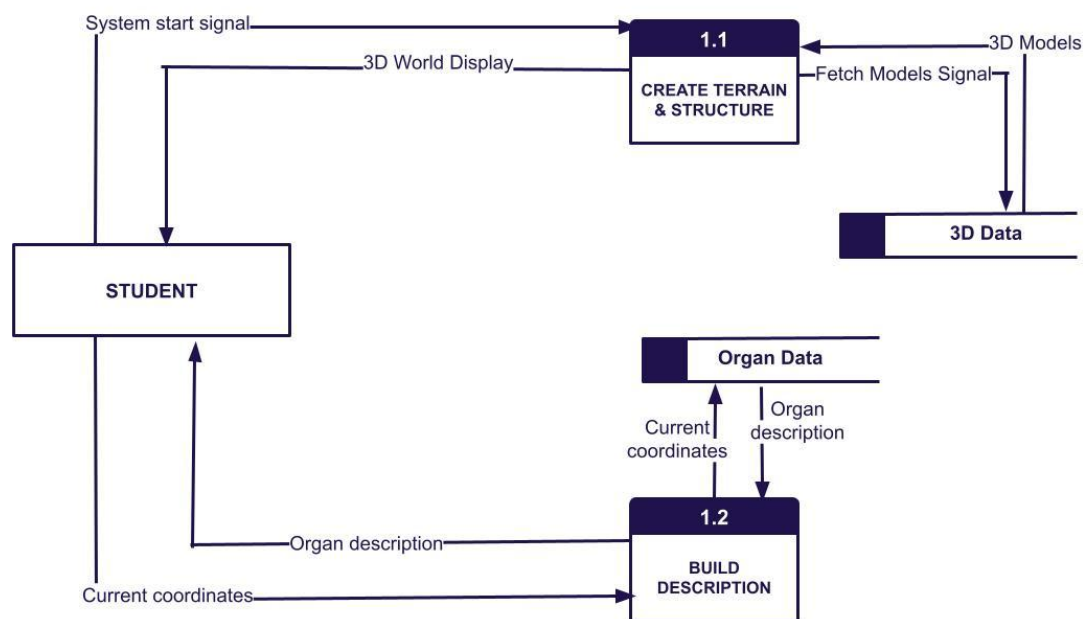 System start signal
1.1
3D Models
3D World Display
Fetch Models Signal
CREATE TERRAIN
& STRUCTURE
3D Data
STUDENT
Organ Data
Current
coordinates
Organ
description
1.2
Organ description
BUILD
DESCRIPTION
Current coordinates